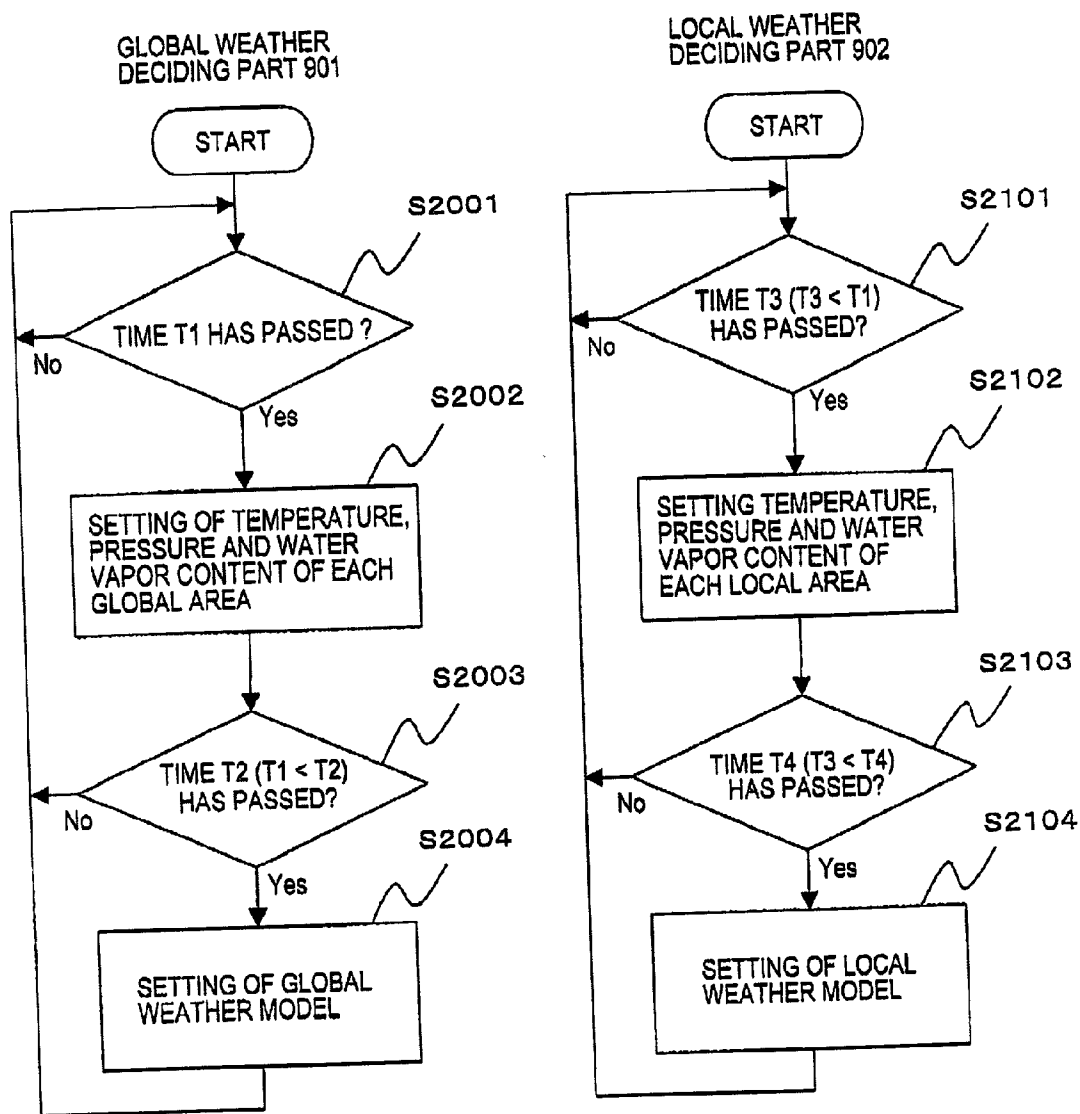 GLOBAL WEATHER
DECIDING PART 901
START
S2001
TIME T1 HAS PASSED ?
No
Yes
S2002
SETTING OF TEMPERATURE,
PRESSURE AND WATER
VAPOR CONTENT OF EACH
GLOBAL AREA
S2003
TIME T2 (T1 < T2)
HAS PASSED?
No
Yes
S2004
SETTING OF GLOBAL
WEATHER MODEL
LOCAL WEATHER
DECIDING PART 902
START
S2101
TIME T3 (T3 < T1)
HAS PASSED?
No
Yes
S2102
SETTING TEMPERATURE,
PRESSURE AND WATER
VAPOR CONTENT OF
EACH LOCAL AREA
S2103
TIME T4 (T3 < T4)
HAS PASSED?
No
Yes
S2104
SETTING OF LOCAL
WEATHER MODEL